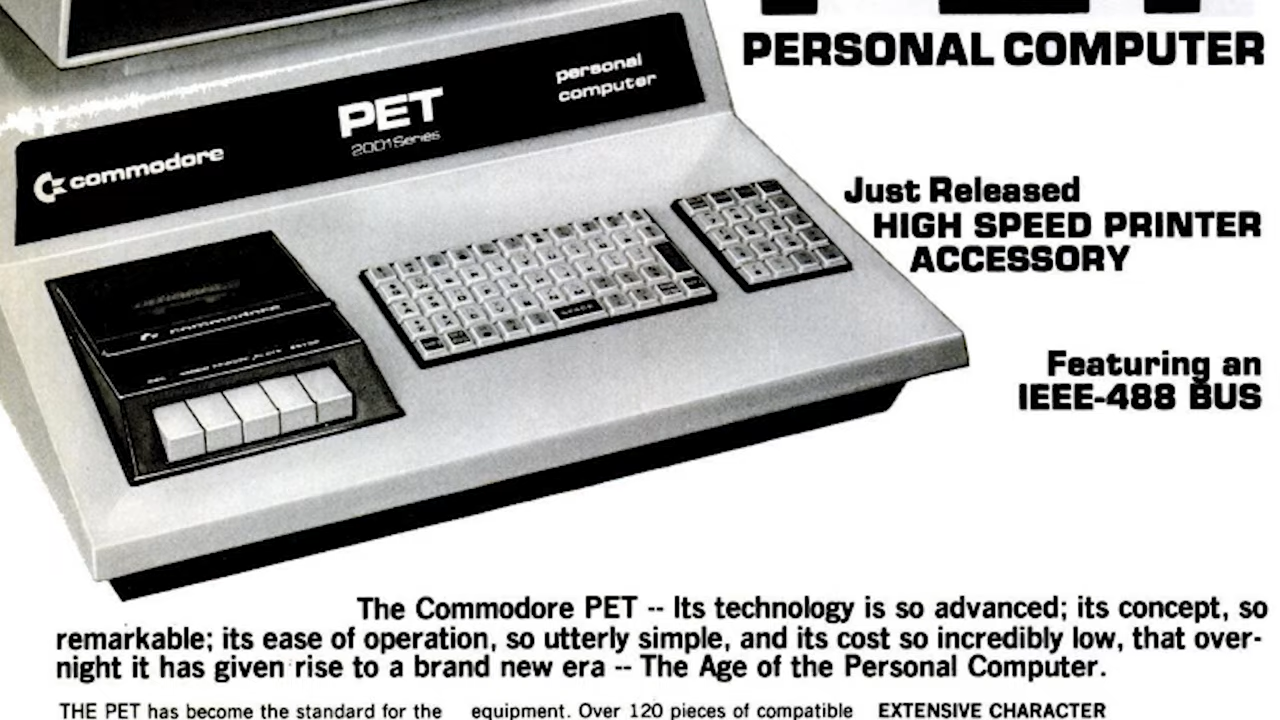 PERSONAL COMPUTER
personal
computer
PET
2001 Series
commodore
Just Released
HIGH SPEED PRINTER
ACCESSORY
commodore
SPACE
Featuring an
IEEE-488 BUS
The Commodore PET -- Its technology is so advanced; its concept, so
remarkable; its ease of operation, so utterly simple, and its cost so incredibly low, that over-
night it has given rise to a brand new era -- The Age of the Personal Computer.
THE PET has become the standard for the
equipment. Over 120 pieces of compatible
EXTENSIVE CHARACTER